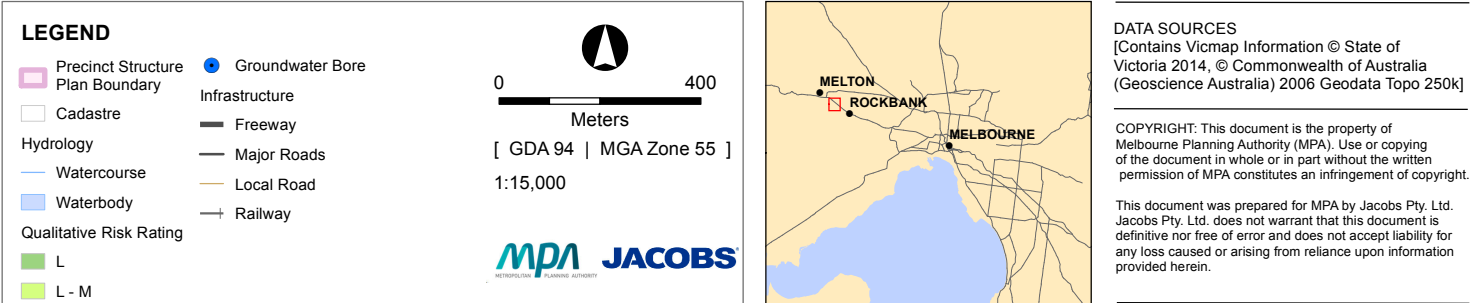 LEGEND
Precinct Structure
Plan Boundary
Cadastre
Hydrology
Watercourse
Waterbody
Qualitative Risk Rating
L
L - M
Groundwater Bore
Infrastructure
Freeway
Major Roads
Local Road
Railway
0 400
Meters
[ GDA 94 | MGA Zone 55 ]
1:15,000
MPA
METROPOLITAN PLANNING AUTHORITY
JACOBS
MELTON
ROCKBANK
MELBOURNE
DATA SOURCES
[Contains Vicmap Information © State of
Victoria 2014, © Commonwealth of Australia
(Geoscience Australia) 2006 Geodata Topo 250k]
COPYRIGHT: This document is the property of
Melbourne Planning Authority (MPA). Use or copying
of the document in whole or in part without the written
permission of MPA constitutes an infringement of copyright.
This document was prepared for MPA by Jacobs Pty. Ltd.
Jacobs Pty. Ltd. does not warrant that this document is
definitive nor free of error and does not accept liability for
any loss caused or arising from reliance upon information
provided herein.